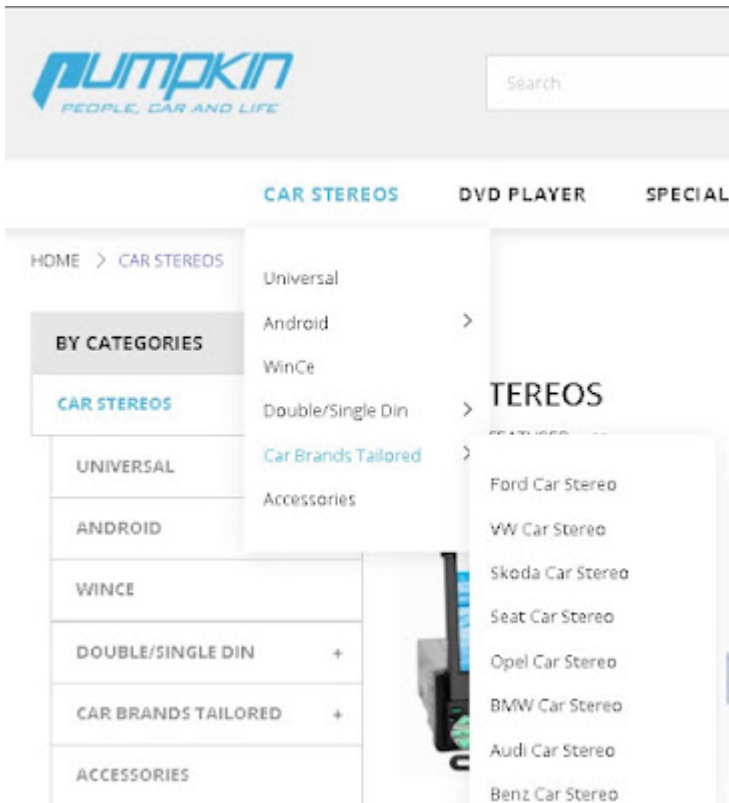 PUMPKIN
PEOPLE, CAR AND LIFE
Search
CAR STEREOS DVD PLAYER SPECIAL
HOME > CAR STEREOS
Universal
Android
WinCe
Double/Single Din
Car Brands Tailored
Accessories
BY CATEGORIES
CAR STEREOS
UNIVERSAL
ANDROID
WINCE
DOUBLE/SINGLE DIN +
CAR BRANDS TAILORED +
ACCESSORIES
TEREOS
Ford Car Stereo
VW Car Stereo
Skoda Car Stereo
Seat Car Stereo
Opel Car Stereo
BMW Car Stereo
Audi Car Stereo
Benz Car Stereo